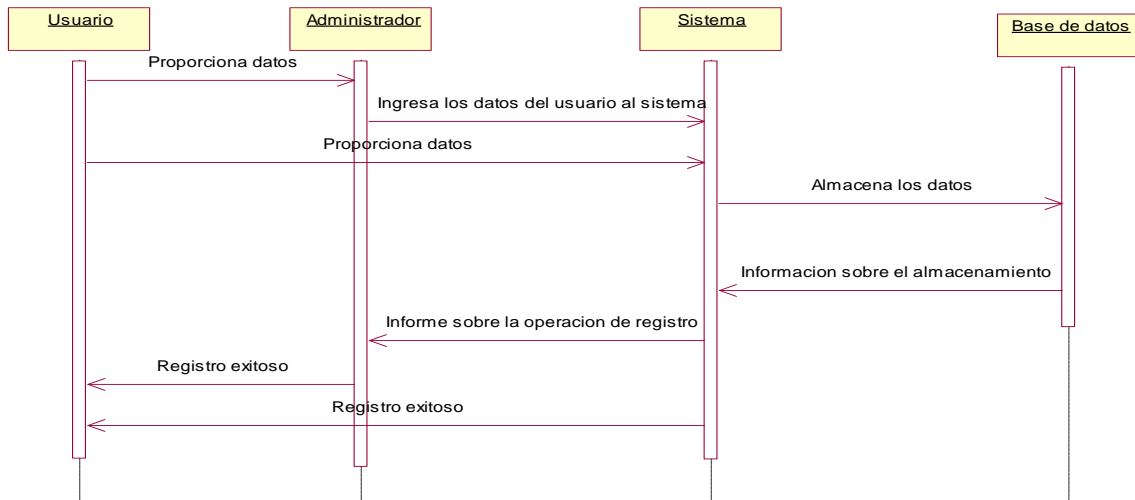 Usuario
Administrador
Sistema
Base de datos
Proporciona datos
Ingresa los datos del usuario al sistema
Proporciona datos
Almacena los datos
Informacion sobre el almacenamiento
Informe sobre la operacion de registro
Registro exitoso
Registro exitoso